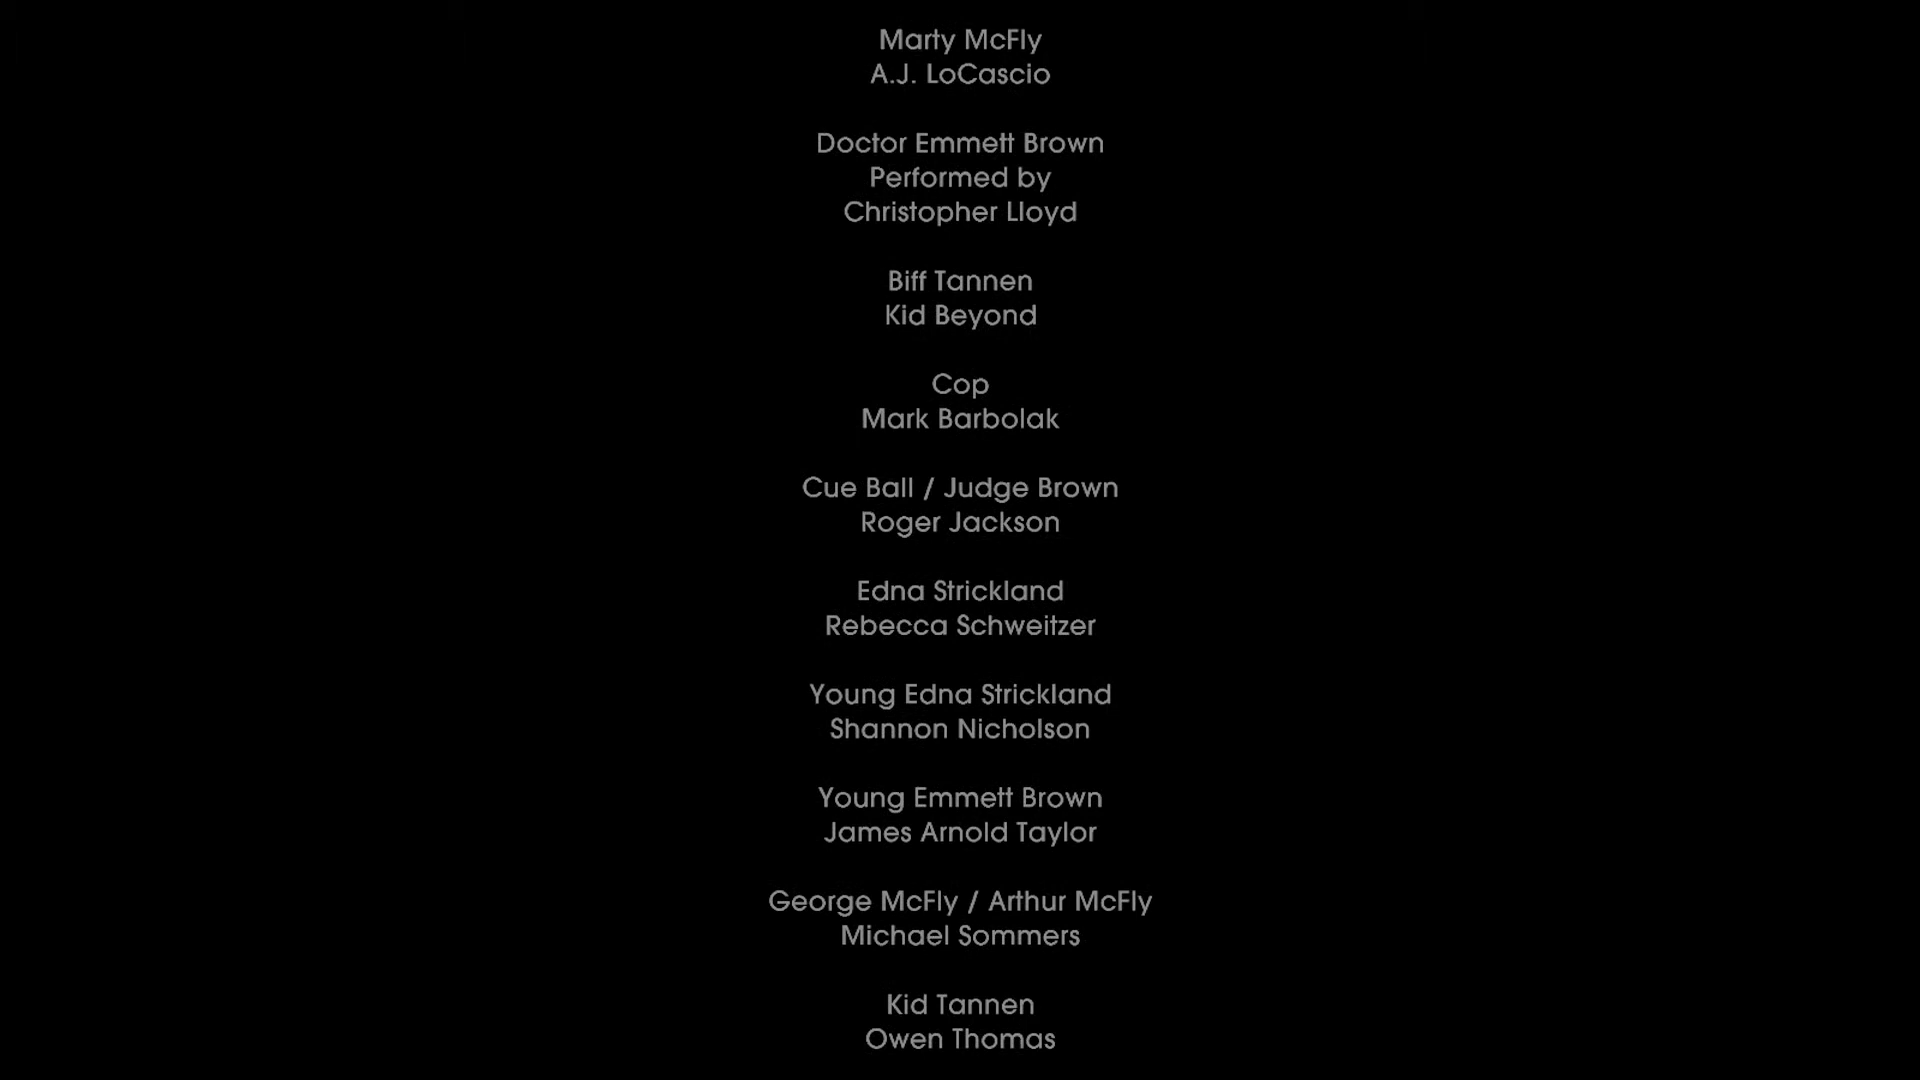 Marty McFly
A.J. LoCascio
Doctor Emmett Brown
Performed by
Christopher Lloyd
Biff Tannen
Kid Beyond
Cop
Mark Barbolak
Cue Ball / Judge Brown
Roger Jackson
Edna Strickland
Rebecca Schweitzer
Young Edna Strickland
Shannon Nicholson
Young Emmett Brown
James Arnold Taylor
George McFly / Arthur McFly
Michael Sommers
Kid Tannen
Owen Thomas